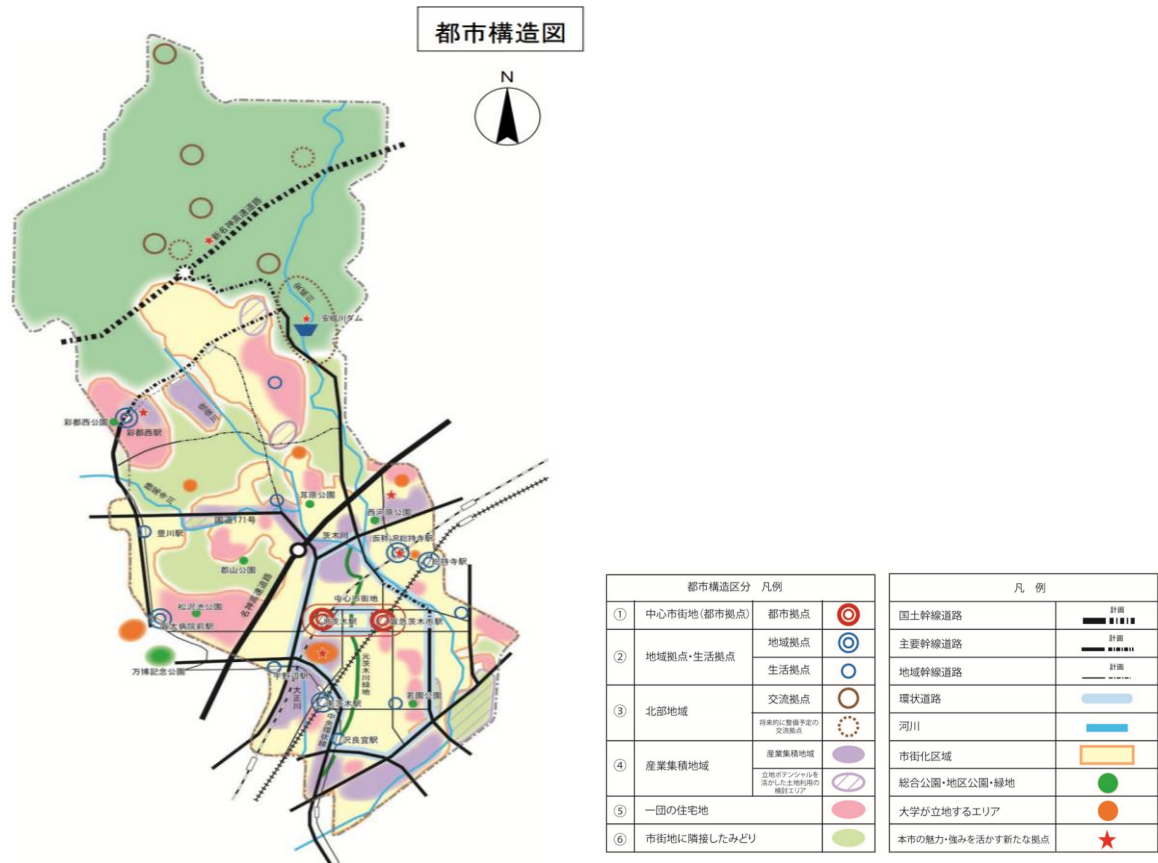 都市構造図
N
新名神高速道路
安威川ダム
彩都西公園
彩都西駅
耳原公園
西河原公園
国道171号
茨木川
豊川駅
(仮称)JR総持寺駅
総持寺駅
郡山公園
名神高速道路
中心市街地
松沢池公園
阪大病院前駅
JR茨木駅
阪急茨木市駅
万博記念公園
宇野辺駅
元茨木川緑地
大正川
若園公園
南茨木駅
中央環状線
沢良宜駅
都市構造区分 凡例
① 中心市街地(都市拠点) 都市拠点
② 地域拠点・生活拠点 地域拠点
生活拠点
③ 北部地域 交流拠点
将来的に整備予定の
交流拠点
④ 産業集積地域 産業集積地域
立地ポテンシャルを
活かした土地利用の
検討エリア
⑤ 一団の住宅地
⑥ 市街地に隣接したみどり
凡 例
国土幹線道路 計画
主要幹線道路 計画
地域幹線道路 計画
環状道路
河川
市街化区域
総合公園・地区公園・緑地
大学が立地するエリア
本市の魅力・強みを活かす新たな拠点